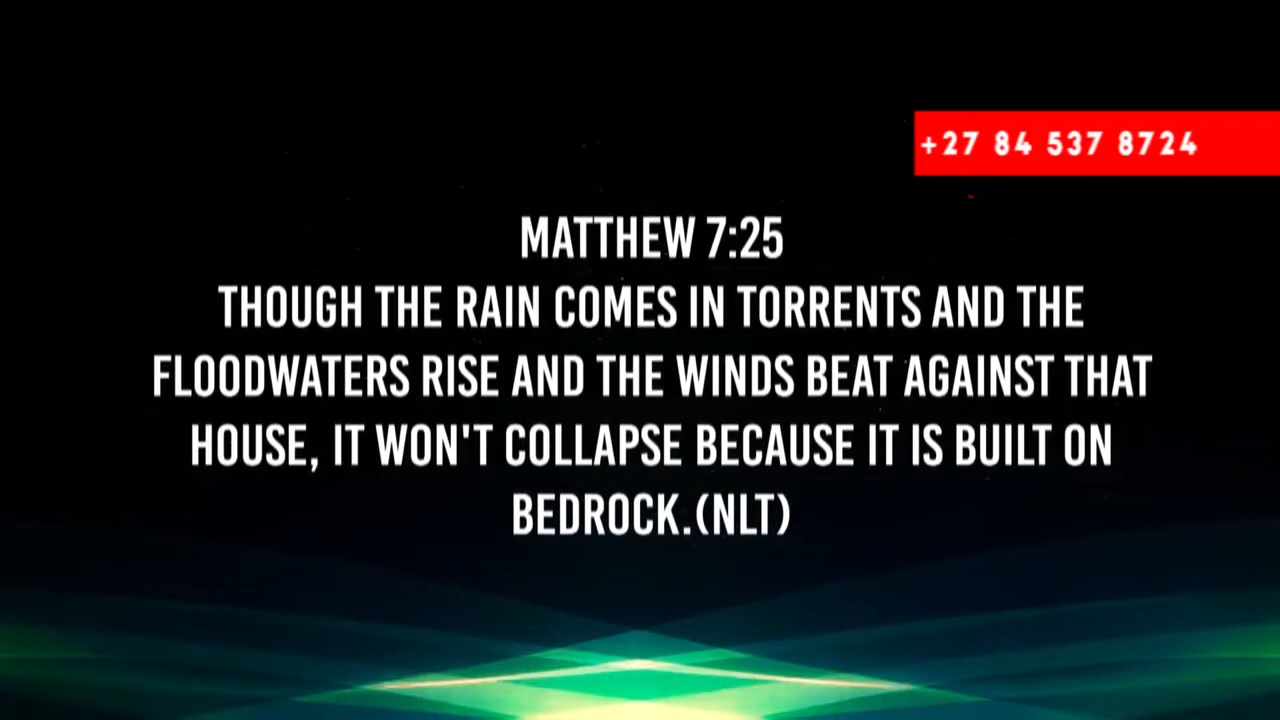 +27 84 537 8724
MATTHEW 7:25
THOUGH THE RAIN COMES IN TORRENTS AND THE
FLOODWATERS RISE AND THE WINDS BEAT AGAINST THAT
HOUSE, IT WON'T COLLAPSE BECAUSE IT IS BUILT ON
BEDROCK.(NLT)